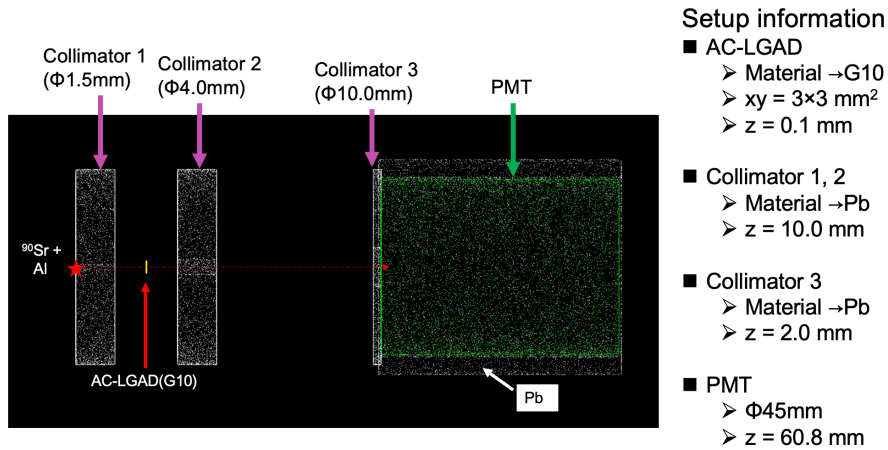 Collimator 1
(Φ1.5mm)
Collimator 2
(Φ4.0mm)
Collimator 3
(Φ10.0mm)
PMT
⁹⁰Sr +
Al
AC-LGAD(G10)
Pb
Setup information
■ AC-LGAD
➢ Material →G10
➢ xy = 3×3 mm²
➢ z = 0.1 mm
■ Collimator 1, 2
➢ Material →Pb
➢ z = 10.0 mm
■ Collimator 3
➢ Material →Pb
➢ z = 2.0 mm
■ PMT
➢ Φ45mm
➢ z = 60.8 mm